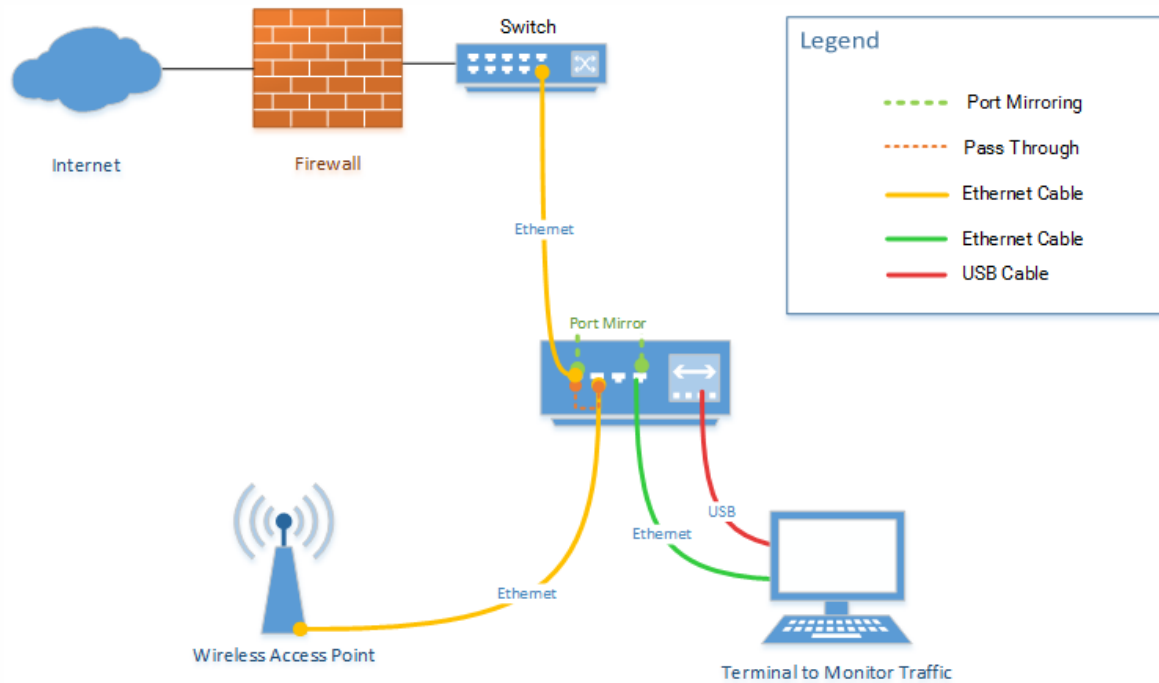 Switch
Legend
Port Mirroring
Internet
Firewall
Pass Through
Ethernet Cable
Ethernet
Ethernet Cable
USB Cable
Port Mirror
USB
Ethernet
Ethernet
Wireless Access Point
Terminal to Monitor Traffic